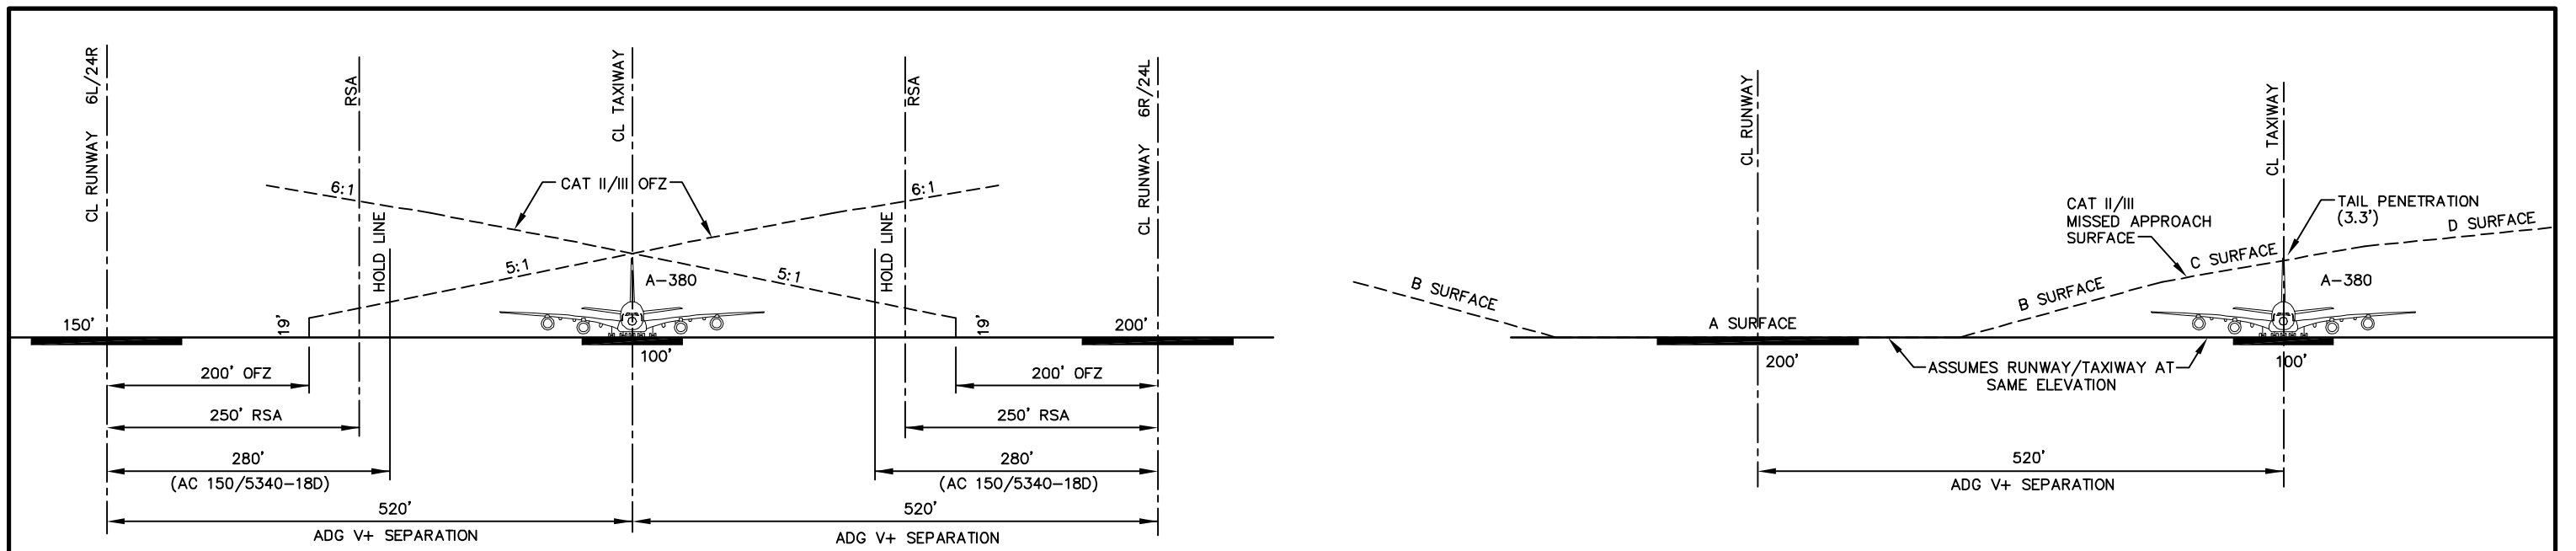 CL RUNWAY 6L/24R
RSA
CL TAXIWAY
RSA
CL RUNWAY 6R/24L
6:1
CAT II/III OFZ
6:1
HOLD LINE
HOLD LINE
5:1
5:1
A-380
150'
19'
19'
200'
100'
200' OFZ
200' OFZ
250' RSA
250' RSA
280'
(AC 150/5340-18D)
280'
(AC 150/5340-18D)
520'
ADG V+ SEPARATION
520'
ADG V+ SEPARATION
CL RUNWAY
CL TAXIWAY
CAT II/III
MISSED APPROACH
SURFACE
TAIL PENETRATION
(3.3')
D SURFACE
C SURFACE
B SURFACE
B SURFACE
A-380
A SURFACE
200'
100'
ASSUMES RUNWAY/TAXIWAY AT
SAME ELEVATION
520'
ADG V+ SEPARATION